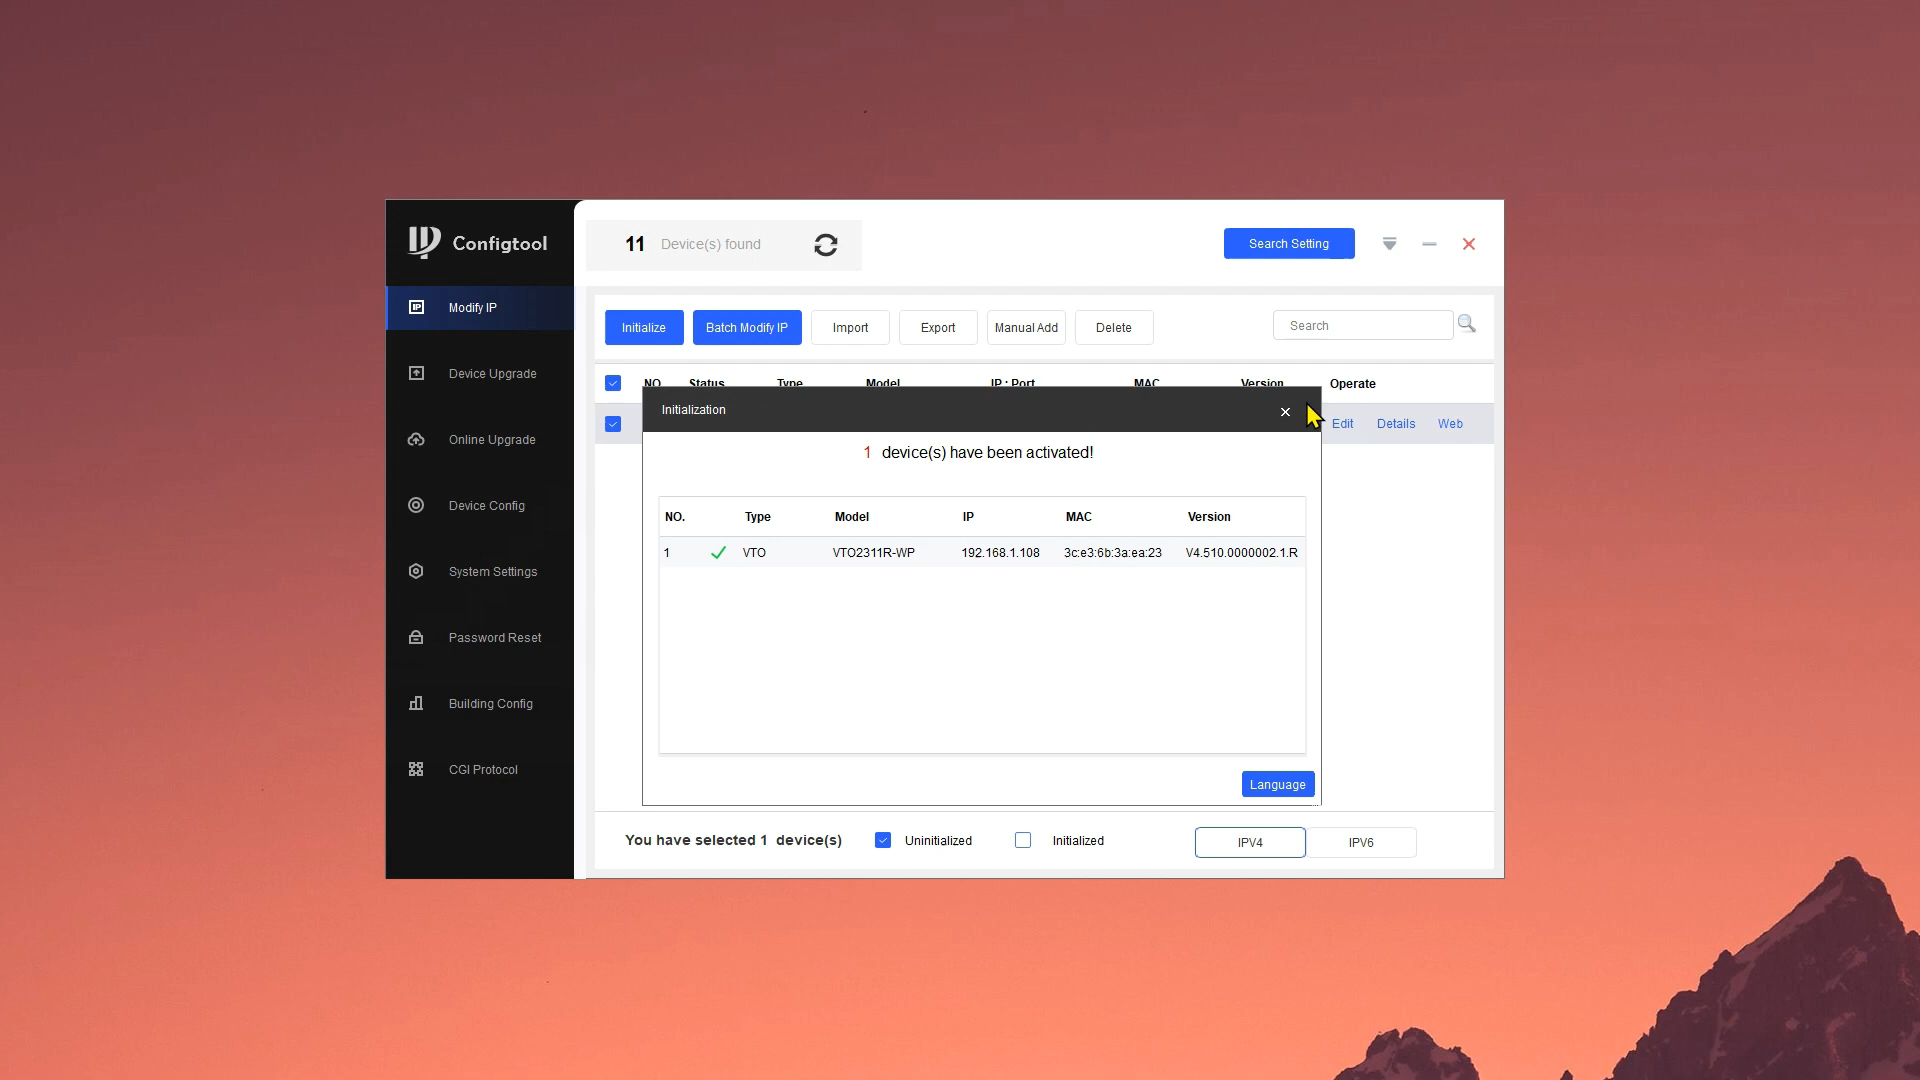 Configtool
11 Device(s) found
Search Setting
Modify IP
Device Upgrade
Online Upgrade
Device Config
System Settings
Password Reset
Building Config
CGI Protocol
Initialize Batch Modify IP Import Export Manual Add Delete Search
NO. Status Type Model IP : Port MAC Version Operate
Edit Details Web
Initialization
1 device(s) have been activated!
NO. Type Model IP MAC Version
1 VTO VTO2311R-WP 192.168.1.108 3c:e3:6b:3a:ea:23 V4.510.0000002.1.R
Language
You have selected 1 device(s) Uninitialized Initialized IPV4 IPV6